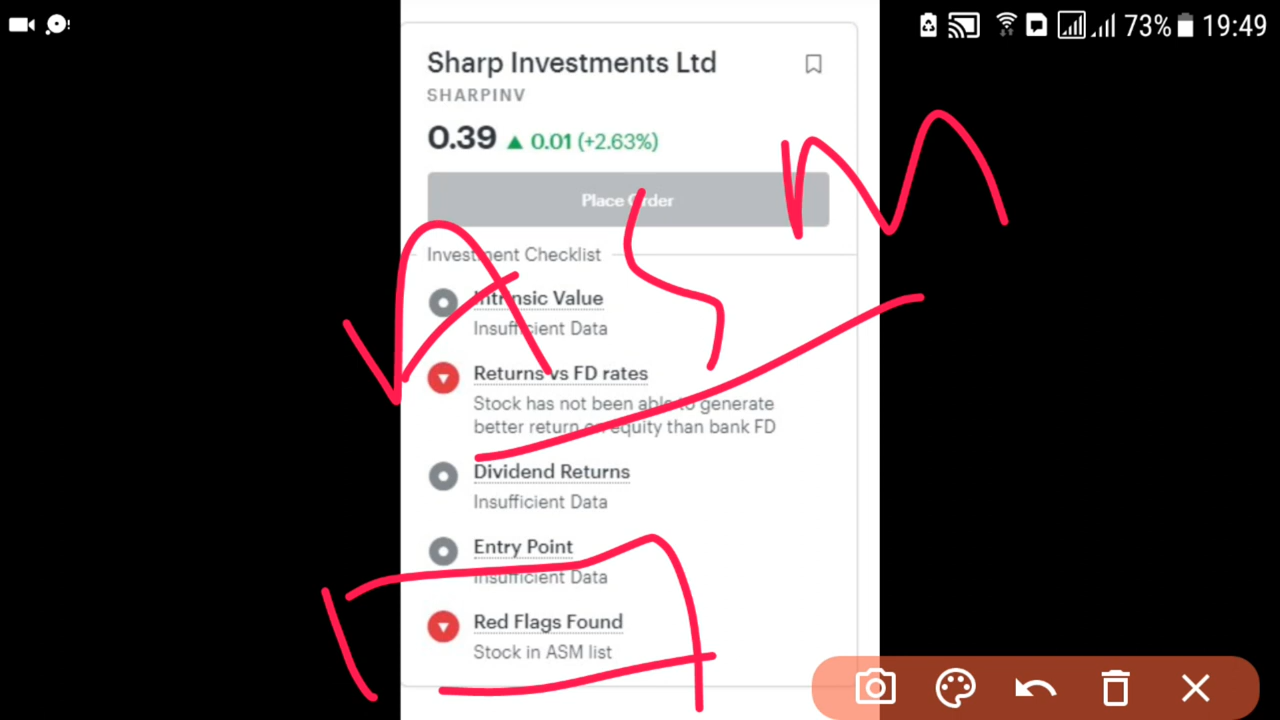 73% 19:49
Sharp Investments Ltd
SHARPINV
0.39 ▲ 0.01 (+2.63%)
Place Order
Investment Checklist
Intrinsic Value
Insufficient Data
Returns vs FD rates
Stock has not been able to generate
better return on equity than bank FD
Dividend Returns
Insufficient Data
Entry Point
Insufficient Data
Red Flags Found
Stock in ASM list